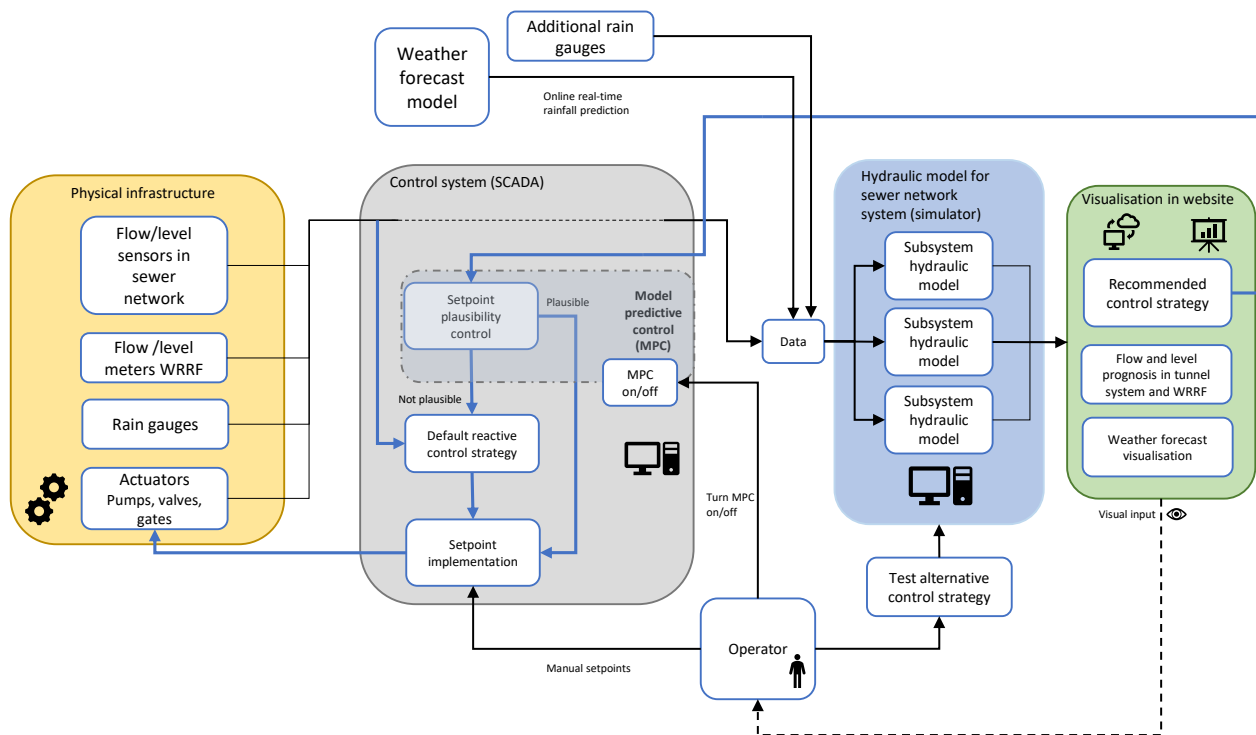 Additional rain
gauges
Weather
forecast
model
Online real-time
rainfall prediction
Physical infrastructure
Flow/level
sensors in
sewer
network
Flow /level
meters WRRF
Rain gauges
Actuators
Pumps, valves,
gates
Control system (SCADA)
Setpoint
plausibility
control
Plausible
Model
predictive
control
(MPC)
MPC
on/off
Not plausible
Default reactive
control strategy
Setpoint
implementation
Turn MPC
on/off
Manual setpoints
Operator
Data
Hydraulic model for
sewer network
system (simulator)
Subsystem
hydraulic
model
Subsystem
hydraulic
model
Subsystem
hydraulic
model
Test alternative
control strategy
Visualisation in website
Recommended
control strategy
Flow and level
prognosis in tunnel
system and WRRF
Weather forecast
visualisation
Visual input